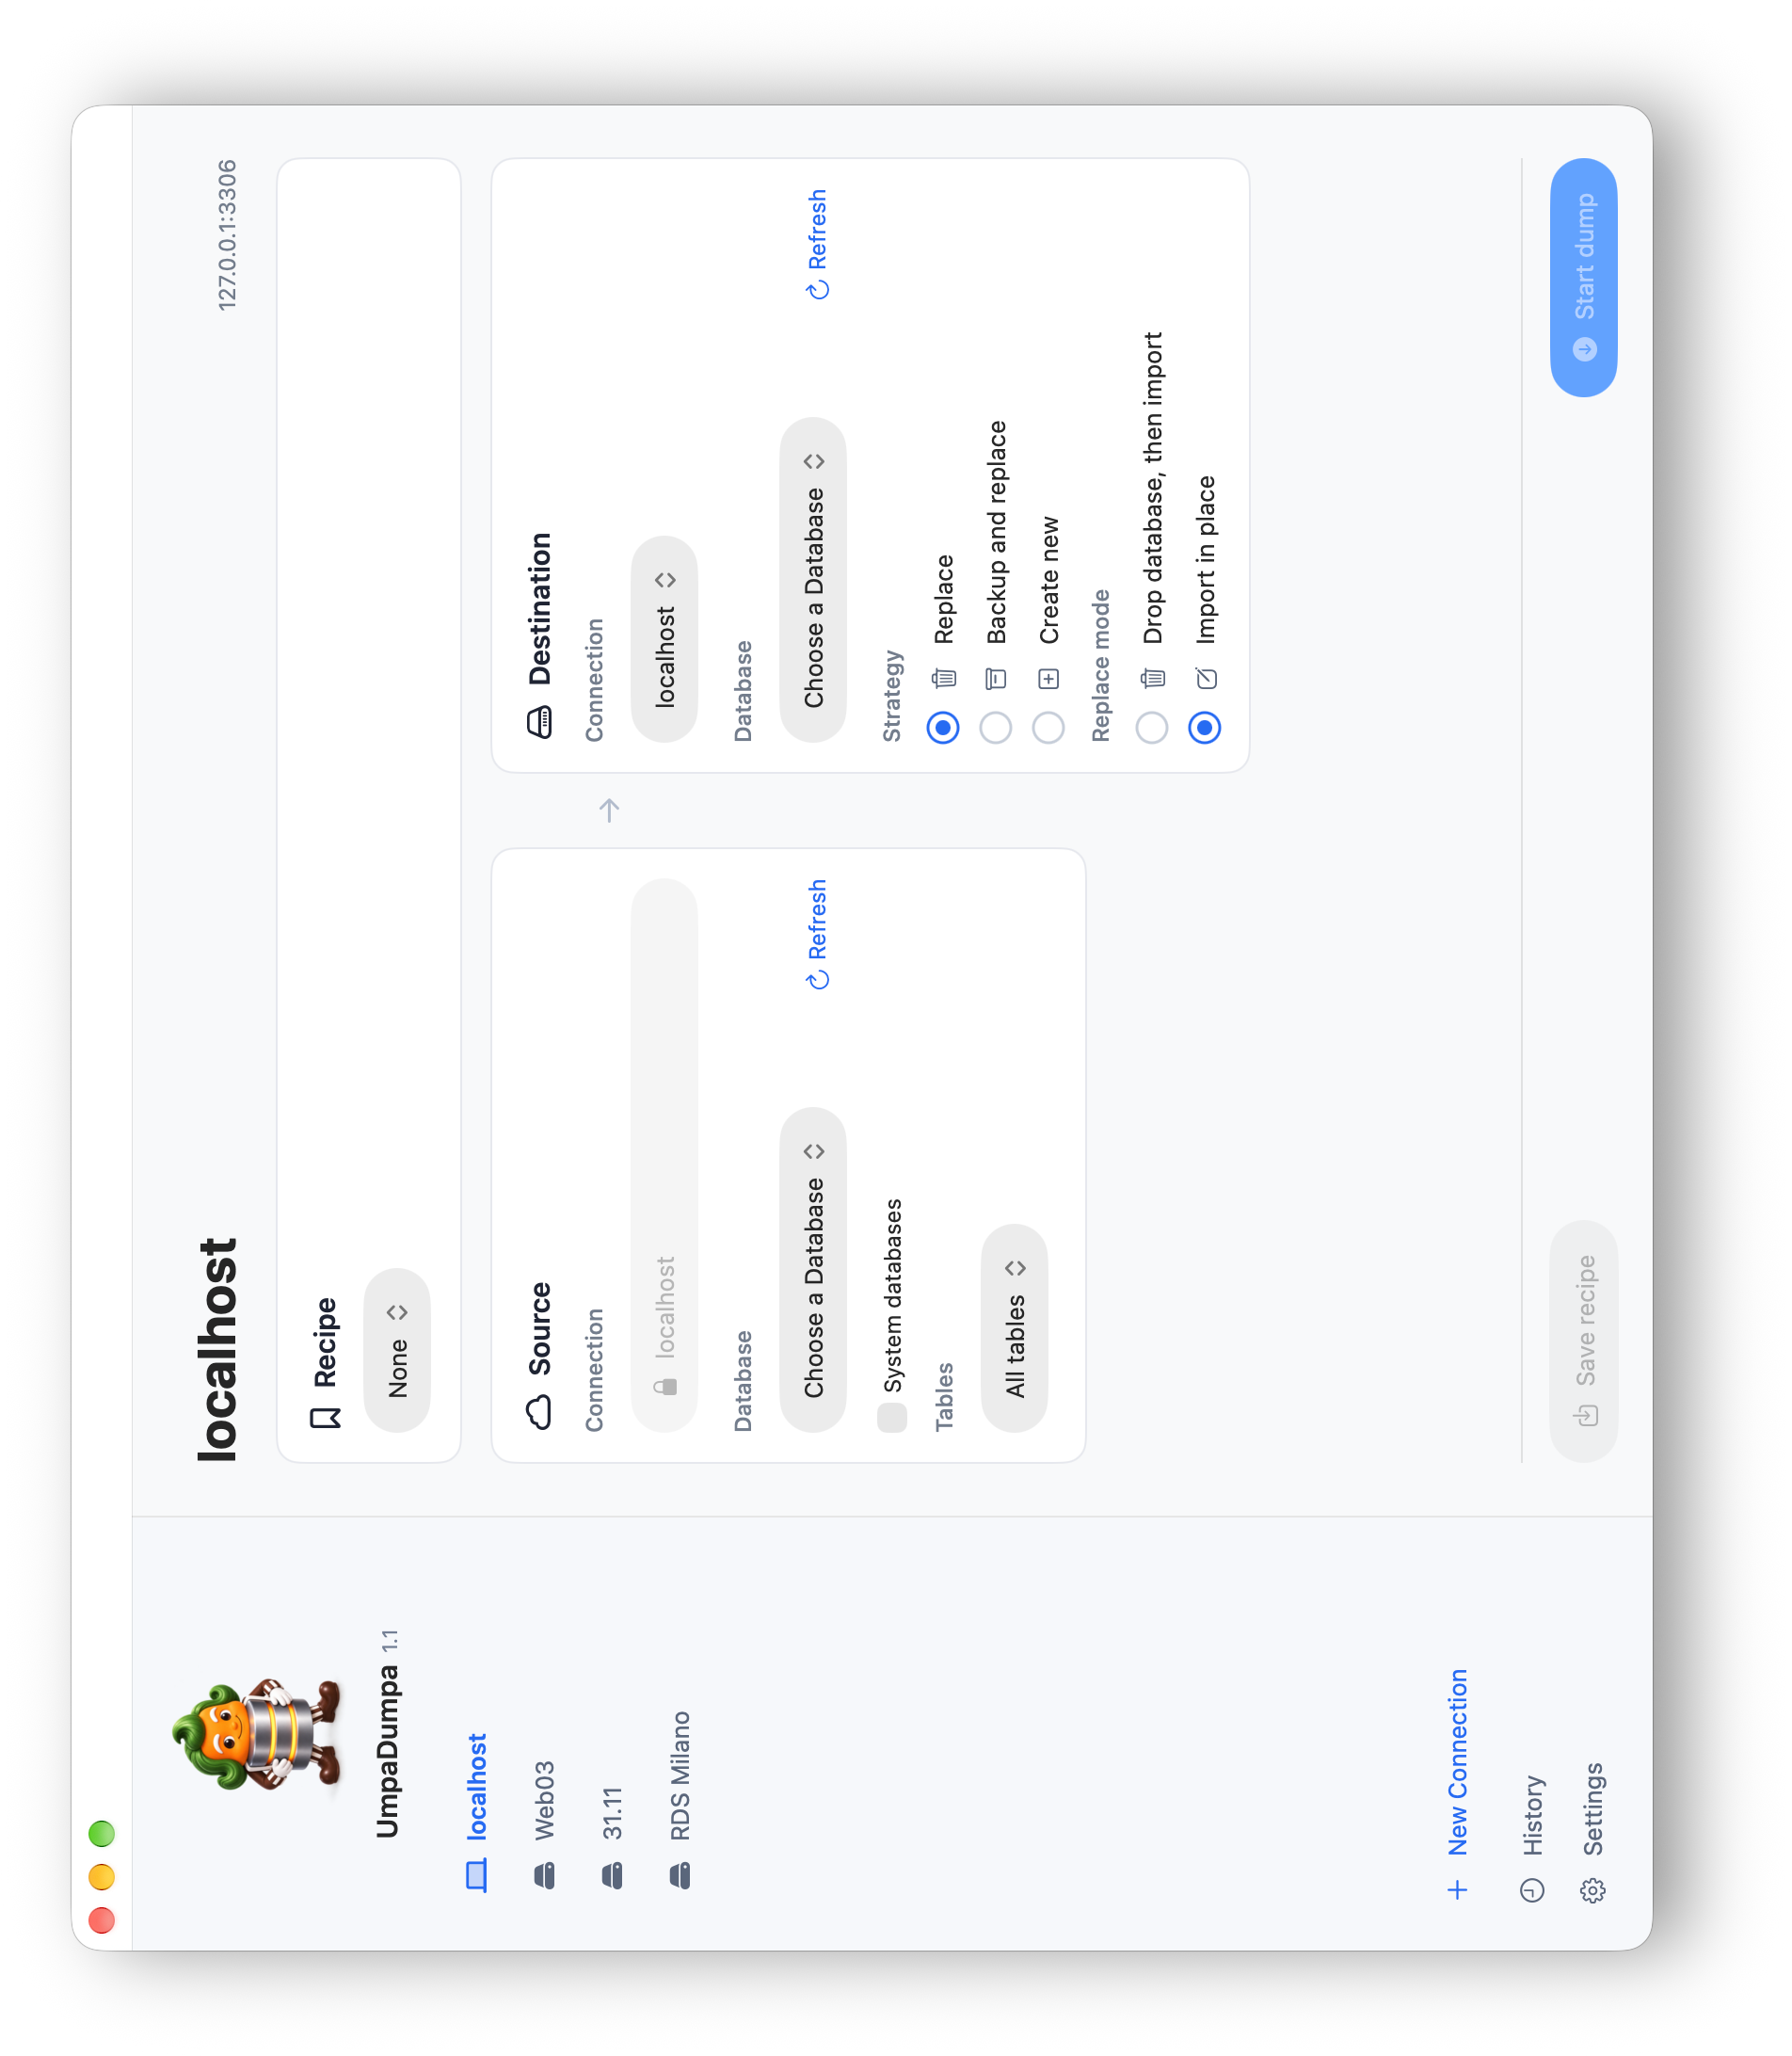 UmpaDumpa 1.1
localhost
Web03
31.11
RDS Milano
New Connection
History
Settings
localhost
127.0.0.1:3306
Recipe
None
Source
Connection
localhost
Database
Choose a Database
Refresh
System databases
Tables
All tables
Destination
Connection
localhost
Database
Choose a Database
Refresh
Strategy
Replace
Backup and replace
Create new
Replace mode
Drop database, then import
Import in place
Save recipe
Start dump